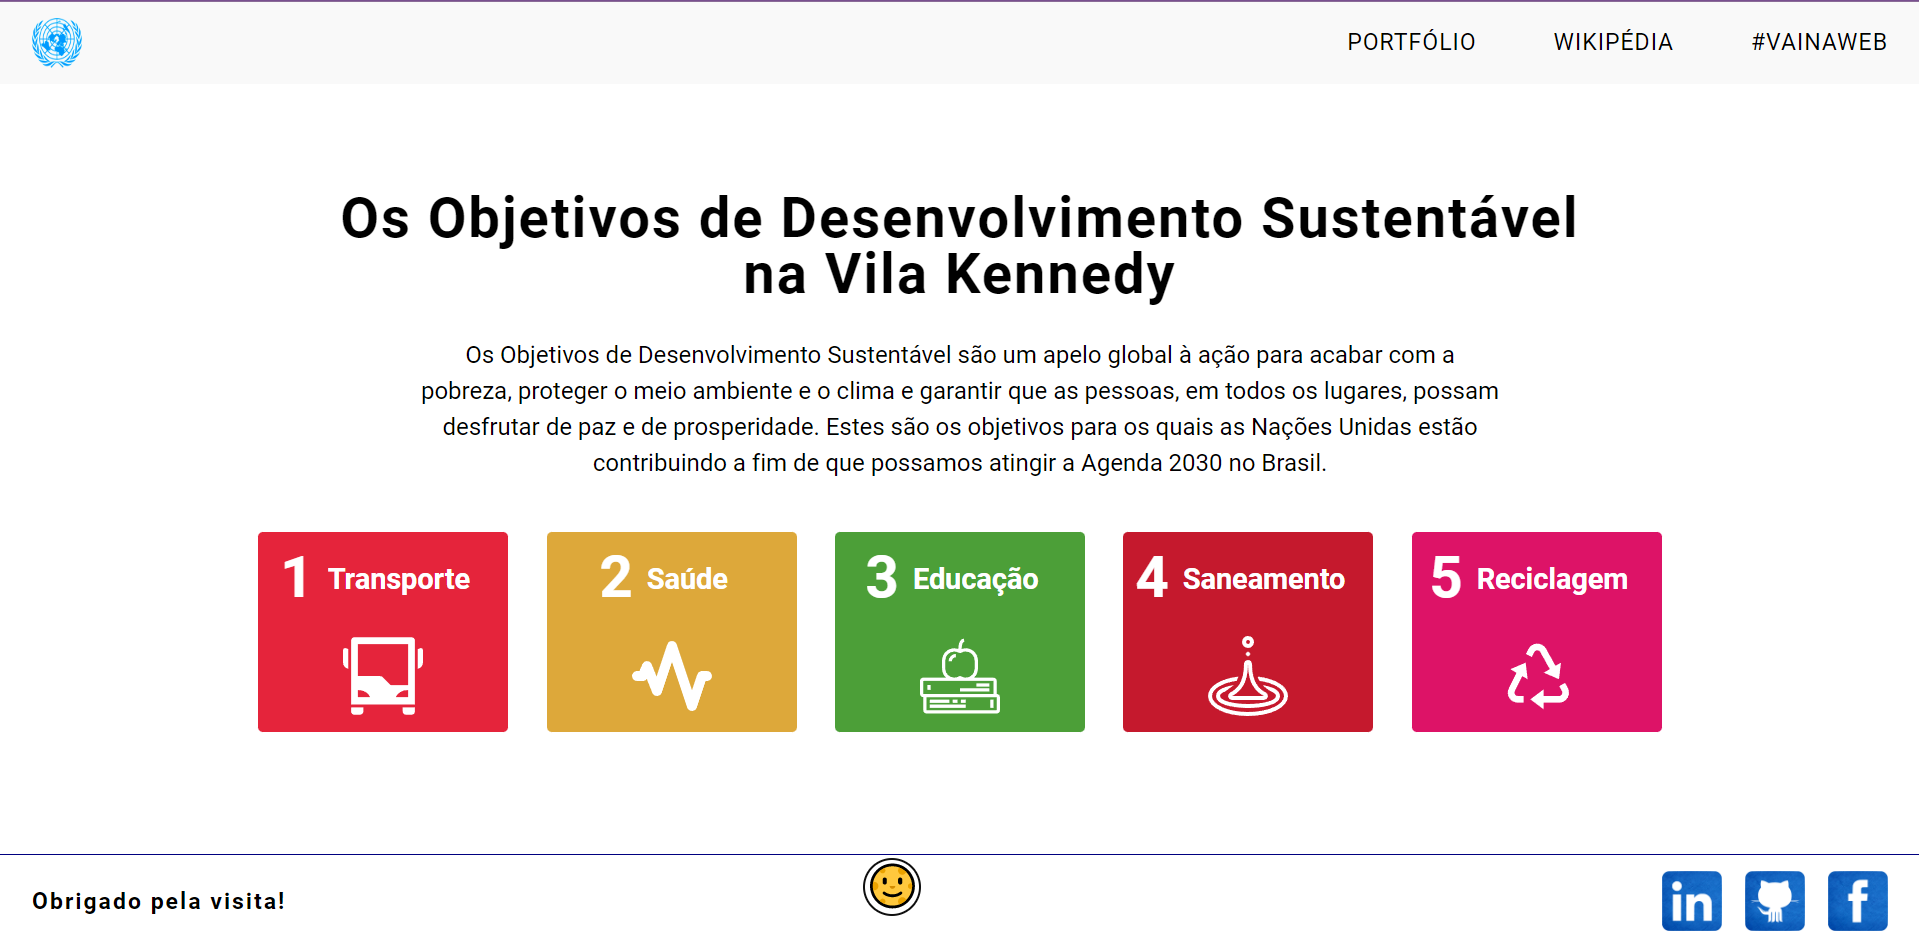 PORTFÓLIO WIKIPÉDIA #VAINAWEB
Os Objetivos de Desenvolvimento Sustentável
na Vila Kennedy
Os Objetivos de Desenvolvimento Sustentável são um apelo global à ação para acabar com a
pobreza, proteger o meio ambiente e o clima e garantir que as pessoas, em todos os lugares, possam
desfrutar de paz e de prosperidade. Estes são os objetivos para os quais as Nações Unidas estão
contribuindo a fim de que possamos atingir a Agenda 2030 no Brasil.
1 Transporte
2 Saúde
3 Educação
4 Saneamento
5 Reciclagem
Obrigado pela visita!
in
f